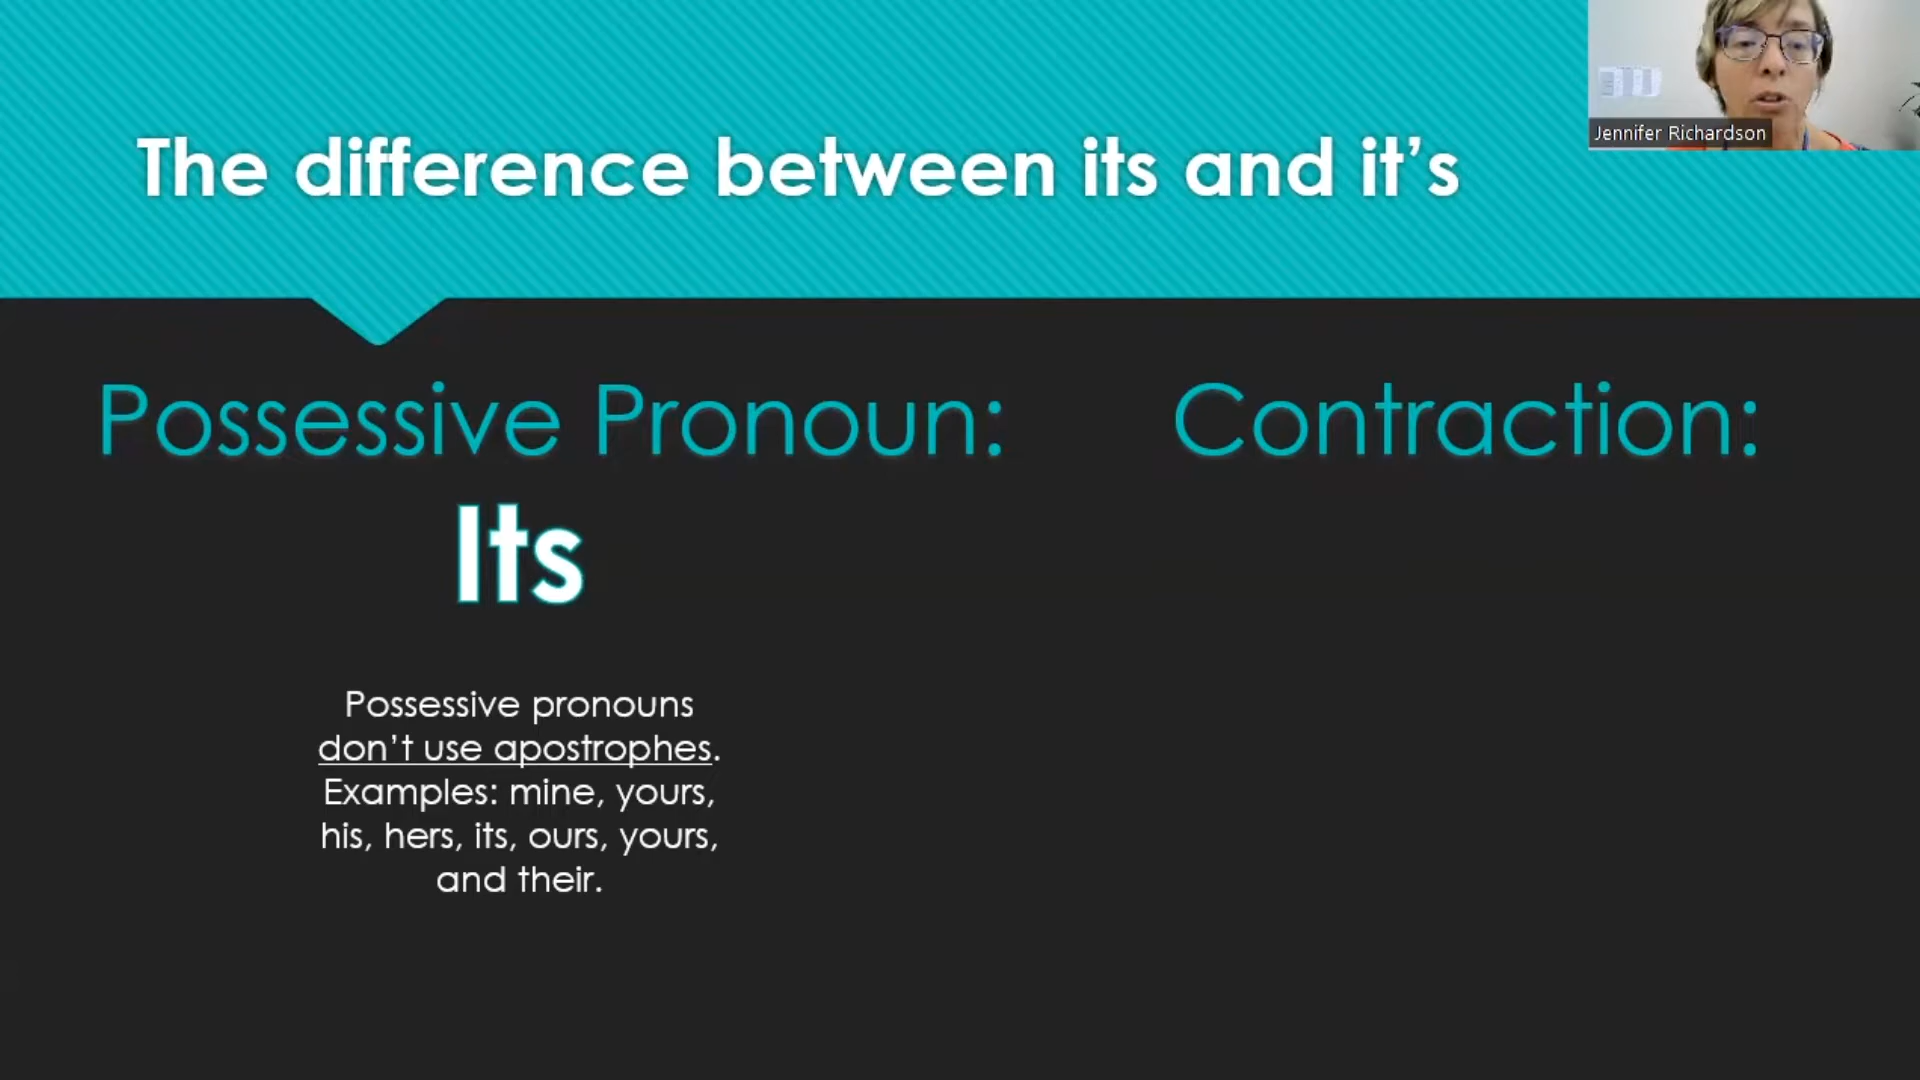 The difference between its and it’s
Jennifer Richardson
Possessive Pronoun:
Its
Possessive pronouns
don’t use apostrophes.
Examples: mine, yours,
his, hers, its, ours, yours,
and their.
Contraction: